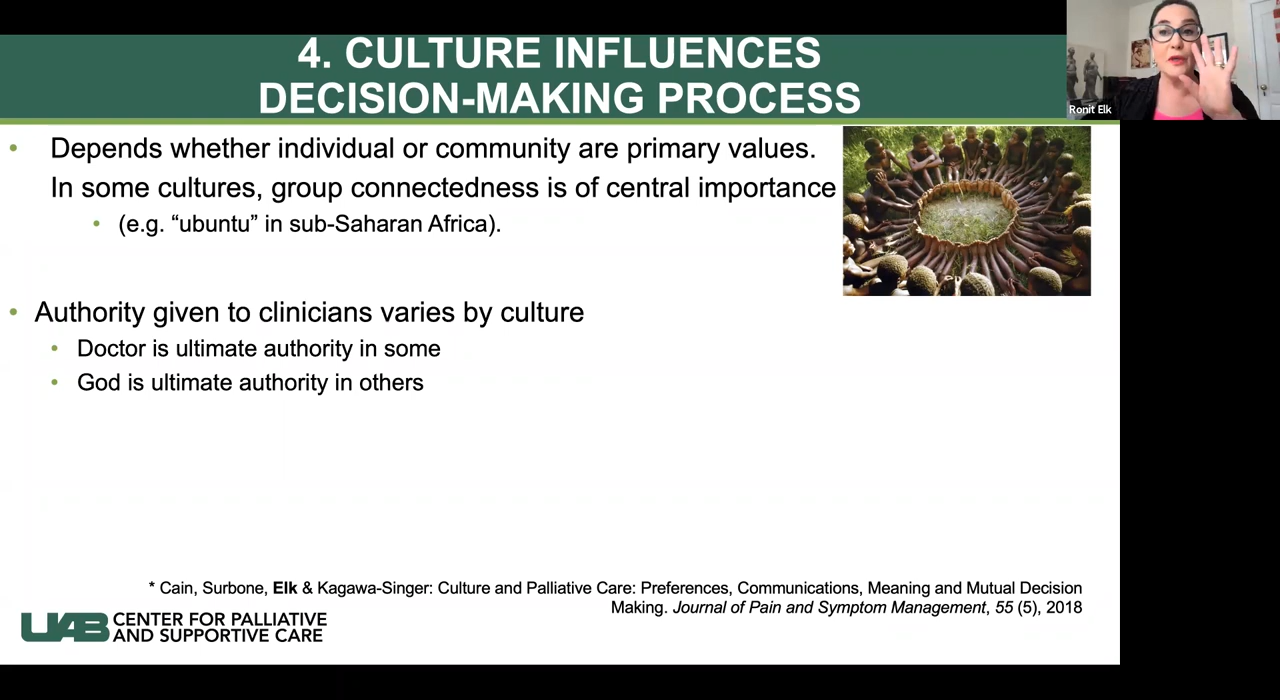 4. CULTURE INFLUENCES
DECISION-MAKING PROCESS
Ronit Elk
• Depends whether individual or community are primary values.
In some cultures, group connectedness is of central importance
• (e.g. “ubuntu” in sub-Saharan Africa).
• Authority given to clinicians varies by culture
• Doctor is ultimate authority in some
• God is ultimate authority in others
* Cain, Surbone, Elk & Kagawa-Singer: Culture and Palliative Care: Preferences, Communications, Meaning and Mutual Decision
Making. Journal of Pain and Symptom Management, 55 (5), 2018
UAB CENTER FOR PALLIATIVE
AND SUPPORTIVE CARE